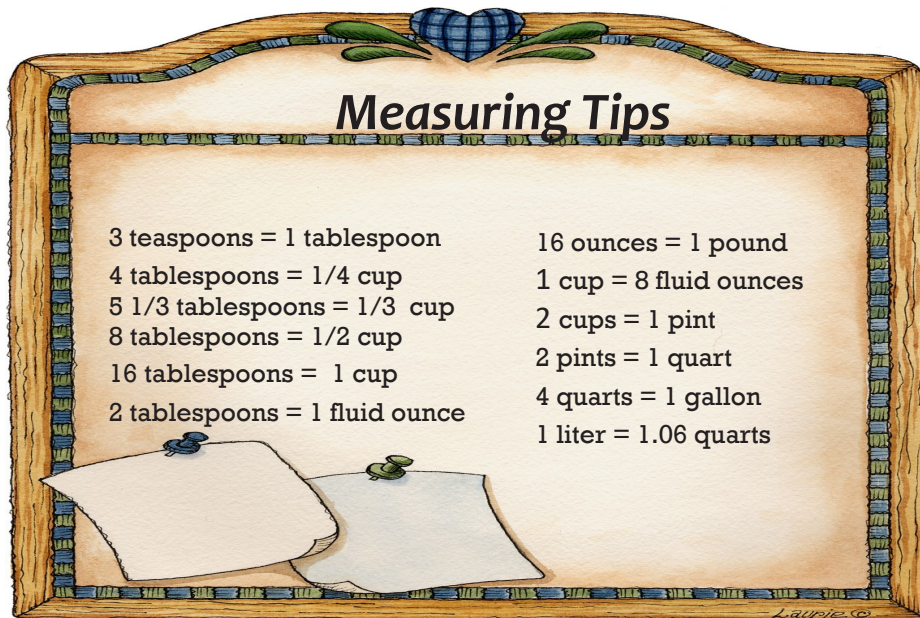 Measuring Tips
3 teaspoons = 1 tablespoon
4 tablespoons = 1/4 cup
5 1/3 tablespoons = 1/3 cup
8 tablespoons = 1/2 cup
16 tablespoons = 1 cup
2 tablespoons = 1 fluid ounce
16 ounces = 1 pound
1 cup = 8 fluid ounces
2 cups = 1 pint
2 pints = 1 quart
4 quarts = 1 gallon
1 liter = 1.06 quarts
Laurie ©